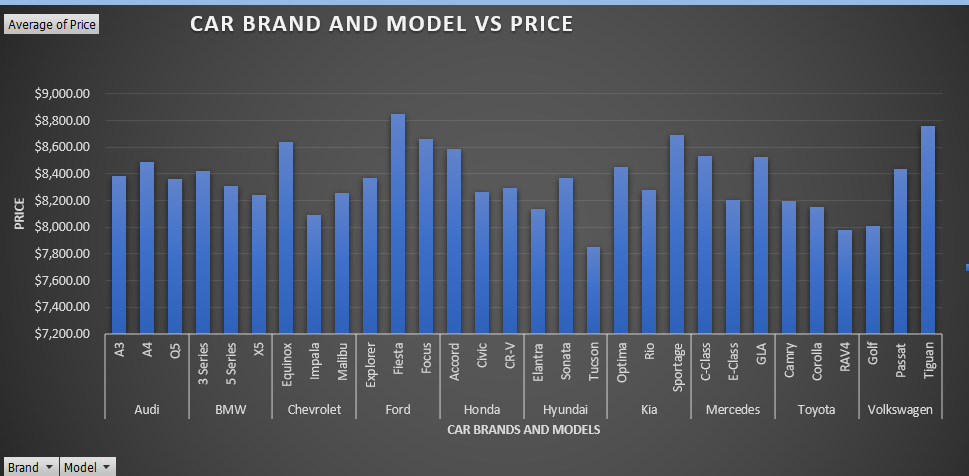 CAR BRAND AND MODEL VS PRICE
Average of Price
$9,000.00
$8,800.00
$8,600.00
$8,400.00
$8,200.00
$8,000.00
$7,800.00
$7,600.00
$7,400.00
$7,200.00
PRICE
A3
A4
Q5
3 Series
5 Series
X5
Equinox
Impala
Malibu
Explorer
Fiesta
Focus
Accord
Civic
CR-V
Elantra
Sonata
Tucson
Optima
Rio
Sportage
C-Class
E-Class
GLA
Camry
Corolla
RAV4
Golf
Passat
Tiguan
Audi
BMW
Chevrolet
Ford
Honda
Hyundai
Kia
Mercedes
Toyota
Volkswagen
CAR BRANDS AND MODELS
Brand
Model